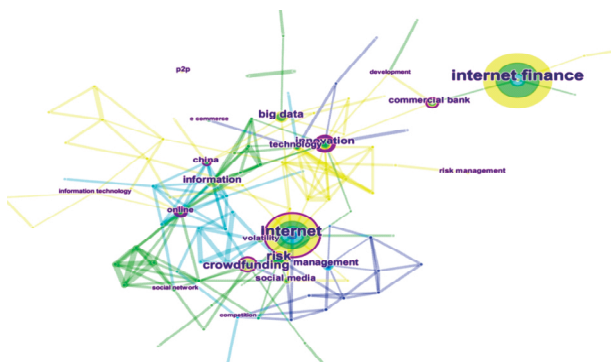 p2p
development
internet finance
commercial bank
big data
e commerce
innovation
technology
china
risk management
information
information technology
online
internet
volatility
risk
management
crowdfunding
social media
social network
competition